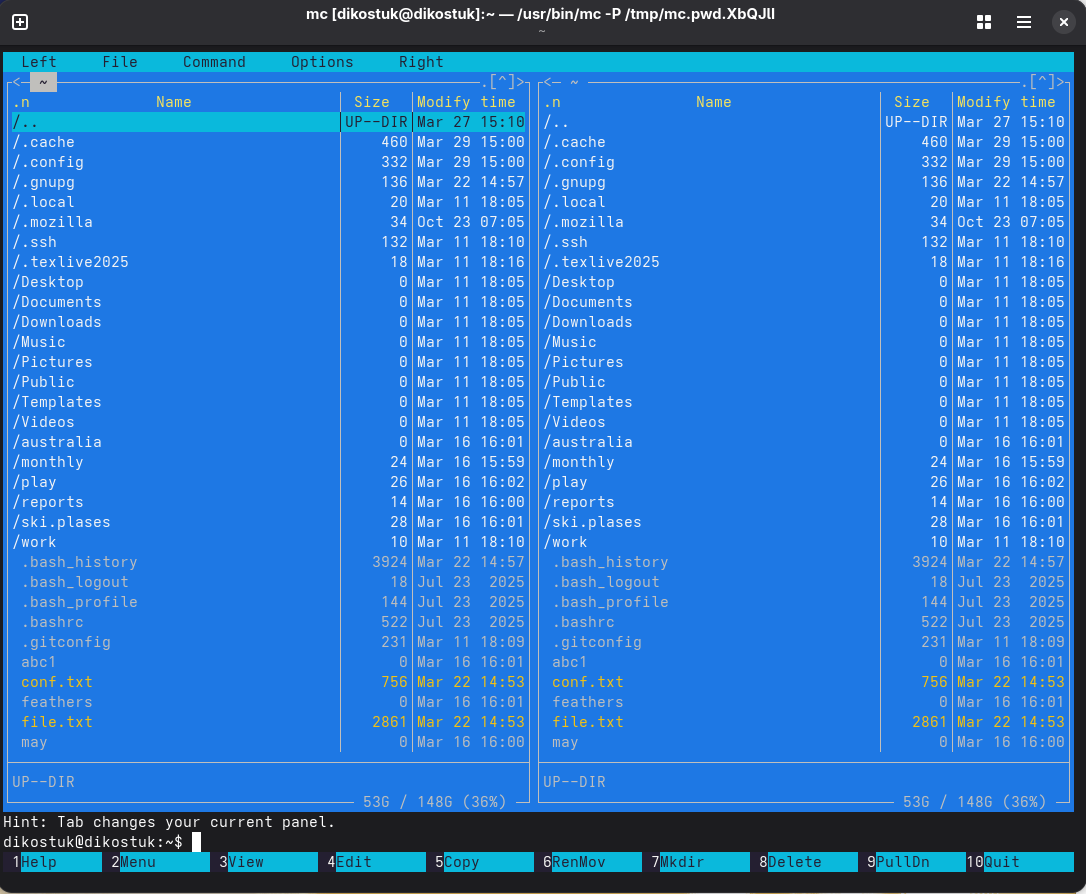 mc [dikostuk@dikostuk]:~ — /usr/bin/mc -P /tmp/mc.pwd.XbQJlI
~
Left File Command Options Right
<─ ~ ─.[^]> <─ ~ ─.[^]>
.n Name Size Modify time .n Name Size Modify time
/.. UP--DIR Mar 27 15:10 /.. UP--DIR Mar 27 15:10
/.cache 460 Mar 29 15:00 /.cache 460 Mar 29 15:00
/.config 332 Mar 29 15:00 /.config 332 Mar 29 15:00
/.gnupg 136 Mar 22 14:57 /.gnupg 136 Mar 22 14:57
/.local 20 Mar 11 18:05 /.local 20 Mar 11 18:05
/.mozilla 34 Oct 23 07:05 /.mozilla 34 Oct 23 07:05
/.ssh 132 Mar 11 18:10 /.ssh 132 Mar 11 18:10
/.texlive2025 18 Mar 11 18:16 /.texlive2025 18 Mar 11 18:16
/Desktop 0 Mar 11 18:05 /Desktop 0 Mar 11 18:05
/Documents 0 Mar 11 18:05 /Documents 0 Mar 11 18:05
/Downloads 0 Mar 11 18:05 /Downloads 0 Mar 11 18:05
/Music 0 Mar 11 18:05 /Music 0 Mar 11 18:05
/Pictures 0 Mar 11 18:05 /Pictures 0 Mar 11 18:05
/Public 0 Mar 11 18:05 /Public 0 Mar 11 18:05
/Templates 0 Mar 11 18:05 /Templates 0 Mar 11 18:05
/Videos 0 Mar 11 18:05 /Videos 0 Mar 11 18:05
/australia 0 Mar 16 16:01 /australia 0 Mar 16 16:01
/monthly 24 Mar 16 15:59 /monthly 24 Mar 16 15:59
/play 26 Mar 16 16:02 /play 26 Mar 16 16:02
/reports 14 Mar 16 16:00 /reports 14 Mar 16 16:00
/ski.plases 28 Mar 16 16:01 /ski.plases 28 Mar 16 16:01
/work 10 Mar 11 18:10 /work 10 Mar 11 18:10
.bash_history 3924 Mar 22 14:57 .bash_history 3924 Mar 22 14:57
.bash_logout 18 Jul 23 2025 .bash_logout 18 Jul 23 2025
.bash_profile 144 Jul 23 2025 .bash_profile 144 Jul 23 2025
.bashrc 522 Jul 23 2025 .bashrc 522 Jul 23 2025
.gitconfig 231 Mar 11 18:09 .gitconfig 231 Mar 11 18:09
abc1 0 Mar 16 16:01 abc1 0 Mar 16 16:01
conf.txt 756 Mar 22 14:53 conf.txt 756 Mar 22 14:53
feathers 0 Mar 16 16:01 feathers 0 Mar 16 16:01
file.txt 2861 Mar 22 14:53 file.txt 2861 Mar 22 14:53
may 0 Mar 16 16:00 may 0 Mar 16 16:00
UP--DIR UP--DIR
53G / 148G (36%) 53G / 148G (36%)
Hint: Tab changes your current panel.
dikostuk@dikostuk:~$
1Help 2Menu 3View 4Edit 5Copy 6RenMov 7Mkdir 8Delete 9PullDn 10Quit